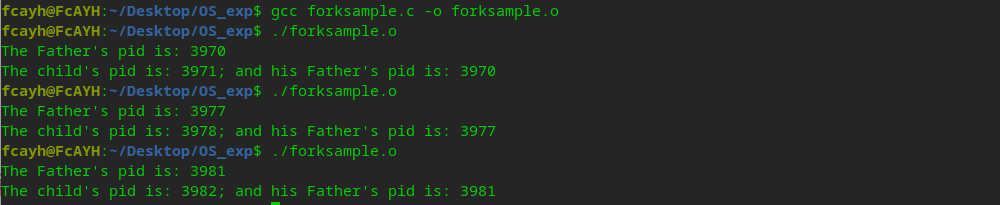 fcayh@FcAYH:~/Desktop/OS_exp$ gcc forksample.c -o forksample.o
fcayh@FcAYH:~/Desktop/OS_exp$ ./forksample.o
The Father's pid is: 3970
The child's pid is: 3971; and his Father's pid is: 3970
fcayh@FcAYH:~/Desktop/OS_exp$ ./forksample.o
The Father's pid is: 3977
The child's pid is: 3978; and his Father's pid is: 3977
fcayh@FcAYH:~/Desktop/OS_exp$ ./forksample.o
The Father's pid is: 3981
The child's pid is: 3982; and his Father's pid is: 3981